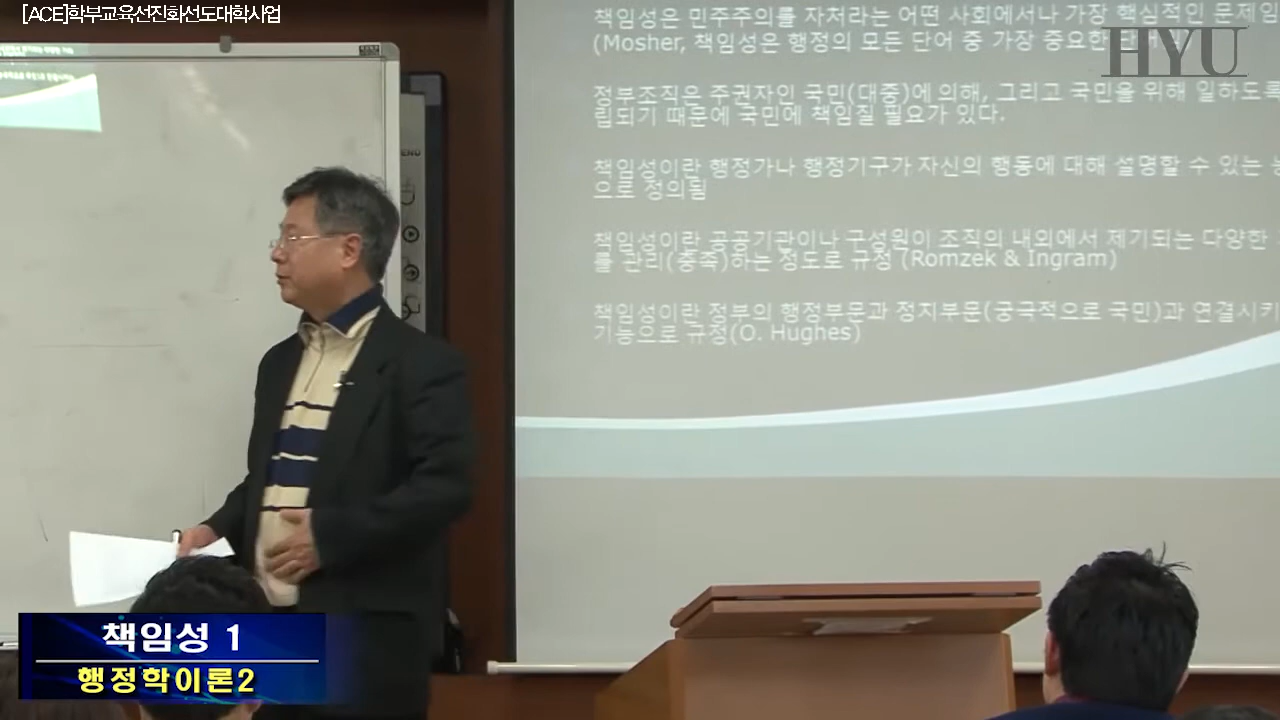 [ACE]학부교육선진화선도대학사업
HYU
책임성은 민주주의를 자처라는 어떤 사회에서나 가장 핵심적인 문제임
(Mosher, 책임성은 행정의 모든 단어 중 가장 중요한
정부조직은 주권자인 국민(대중)에 의해, 그리고 국민을 위해 일하도록
립되기 때문에 국민에 책임질 필요가 있다.
책임성이란 행정가나 행정기구가 자신의 행동에 대해 설명할 수 있는
으로 정의됨
책임성이란 공공기관이나 구성원이 조직의 내외에서 제기되는 다양한
를 관리(충족)하는 정도로 규정 (Romzek & Ingram)
책임성이란 정부의 행정부문과 정치부문(궁극적으로 국민)과 연결시키
기능으로 규정(O. Hughes)
책임성 1
행정학이론2